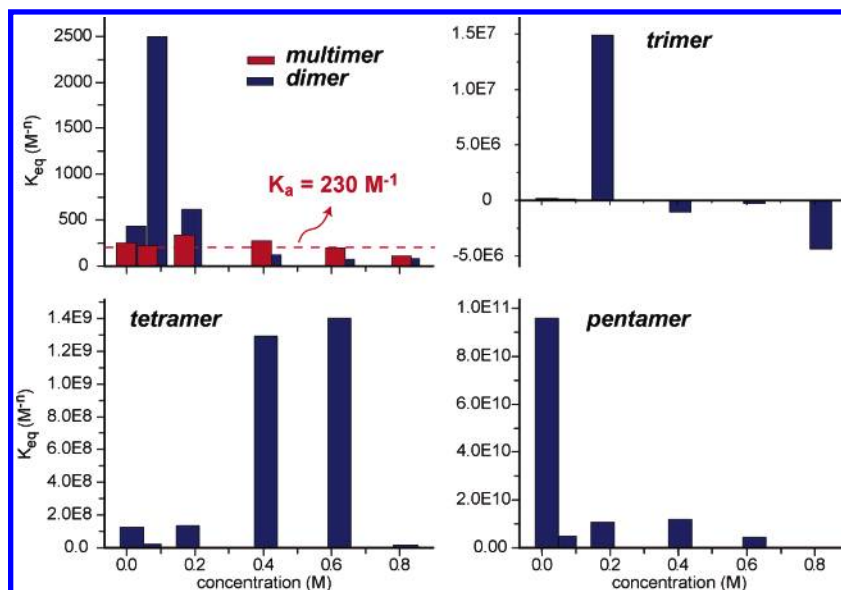 2500
2000
1500
1000
500
0
K_eq (M^-n)
multimer
dimer
K_a = 230 M^-1
1.5E7
1.0E7
5.0E6
0
-5.0E6
trimer
1.4E9
1.2E9
1.0E9
8.0E8
6.0E8
4.0E8
2.0E8
0.0
K_eq (M^-n)
tetramer
0.0 0.2 0.4 0.6 0.8
concentration (M)
1.0E11
8.0E10
6.0E10
4.0E10
2.0E10
0.00
pentamer
0.0 0.2 0.4 0.6 0.8
concentration (M)